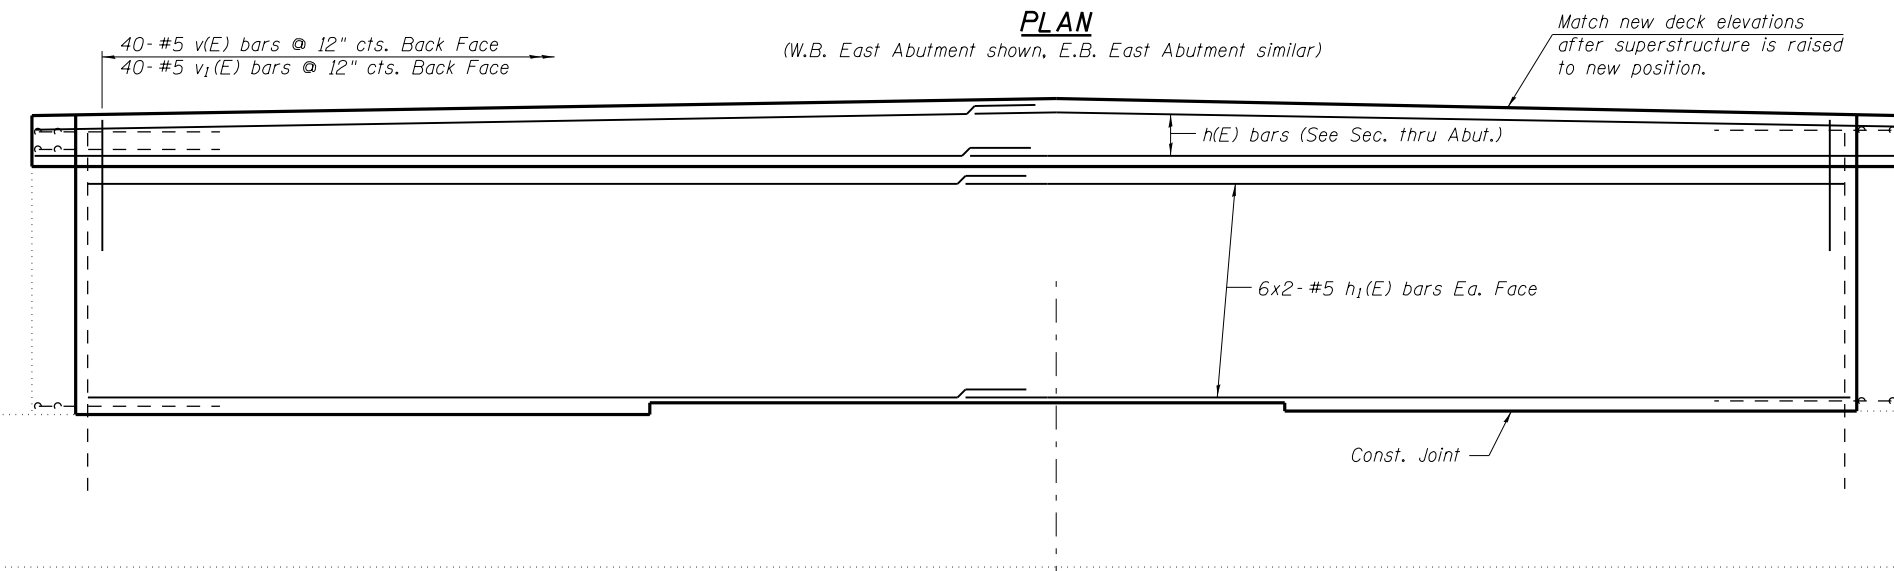 PLAN
(W.B. East Abutment shown, E.B. East Abutment similar)
40-#5 v(E) bars @ 12" cts. Back Face
40-#5 v₁(E) bars @ 12" cts. Back Face
Match new deck elevations
after superstructure is raised
to new position.
h(E) bars (See Sec. thru Abut.)
6x2-#5 h₁(E) bars Ea. Face
Const. Joint